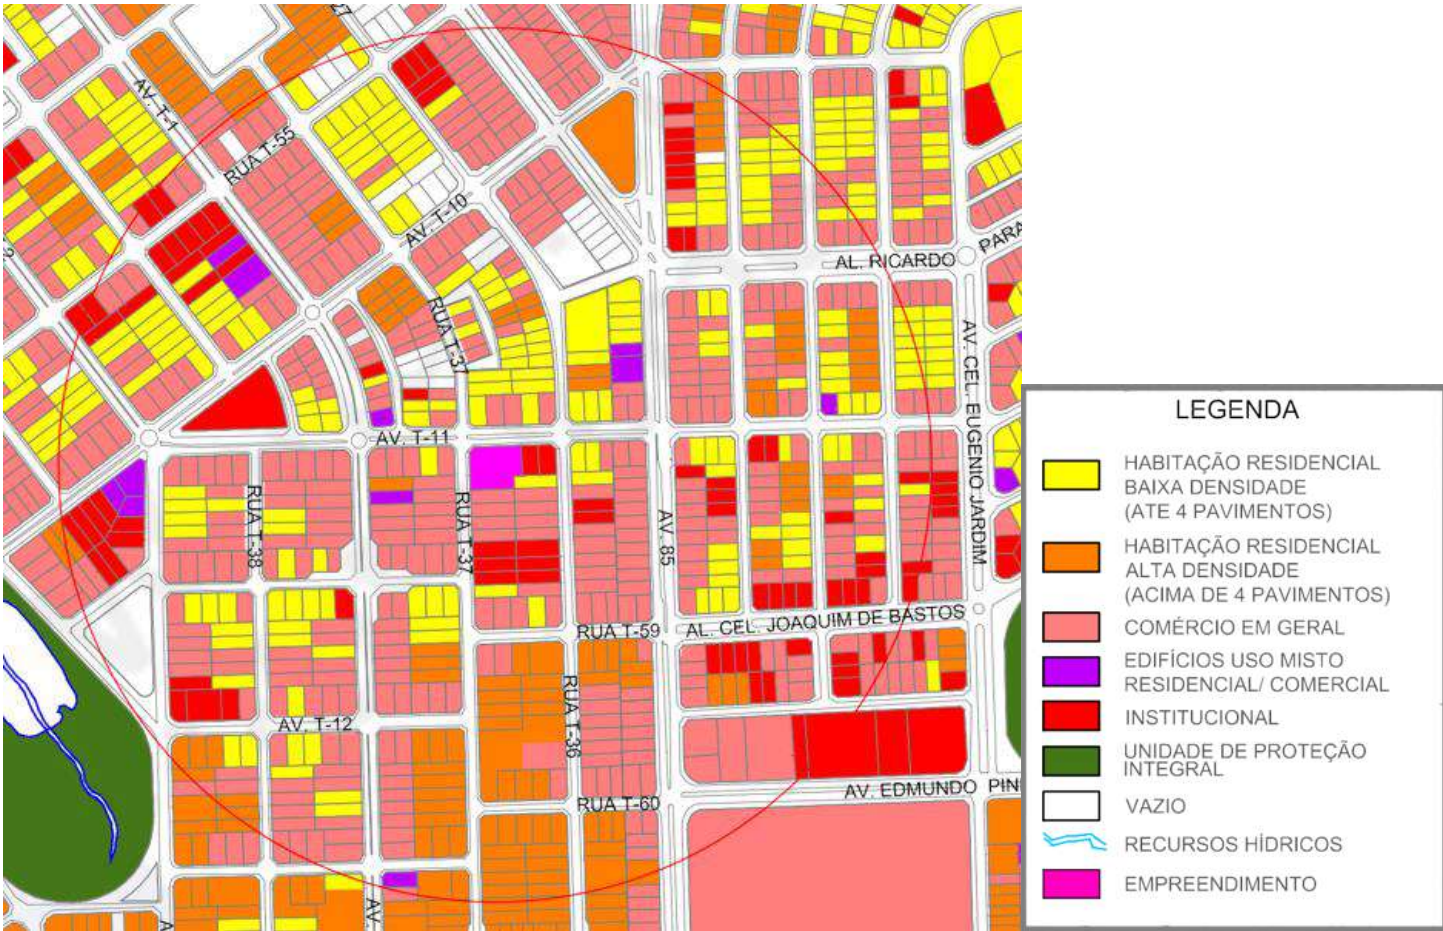 27
AV. T-1
RUA T-55
AV. T-10
AL. RICARDO
PARA
RUA T-37
AV. CEL. EUGENIO JARDIM
AV. T-11
RUA T-38
RUA T-37
AV. 85
RUA T-59
AL. CEL. JOAQUIM DE BASTOS
RUA T-36
AV. T-12
RUA T-60
AV. EDMUNDO PIN
AV.
A
LEGENDA
HABITAÇÃO RESIDENCIAL
BAIXA DENSIDADE
(ATE 4 PAVIMENTOS)
HABITAÇÃO RESIDENCIAL
ALTA DENSIDADE
(ACIMA DE 4 PAVIMENTOS)
COMÉRCIO EM GERAL
EDIFÍCIOS USO MISTO
RESIDENCIAL/ COMERCIAL
INSTITUCIONAL
UNIDADE DE PROTEÇÃO
INTEGRAL
VAZIO
RECURSOS HÍDRICOS
EMPREENDIMENTO